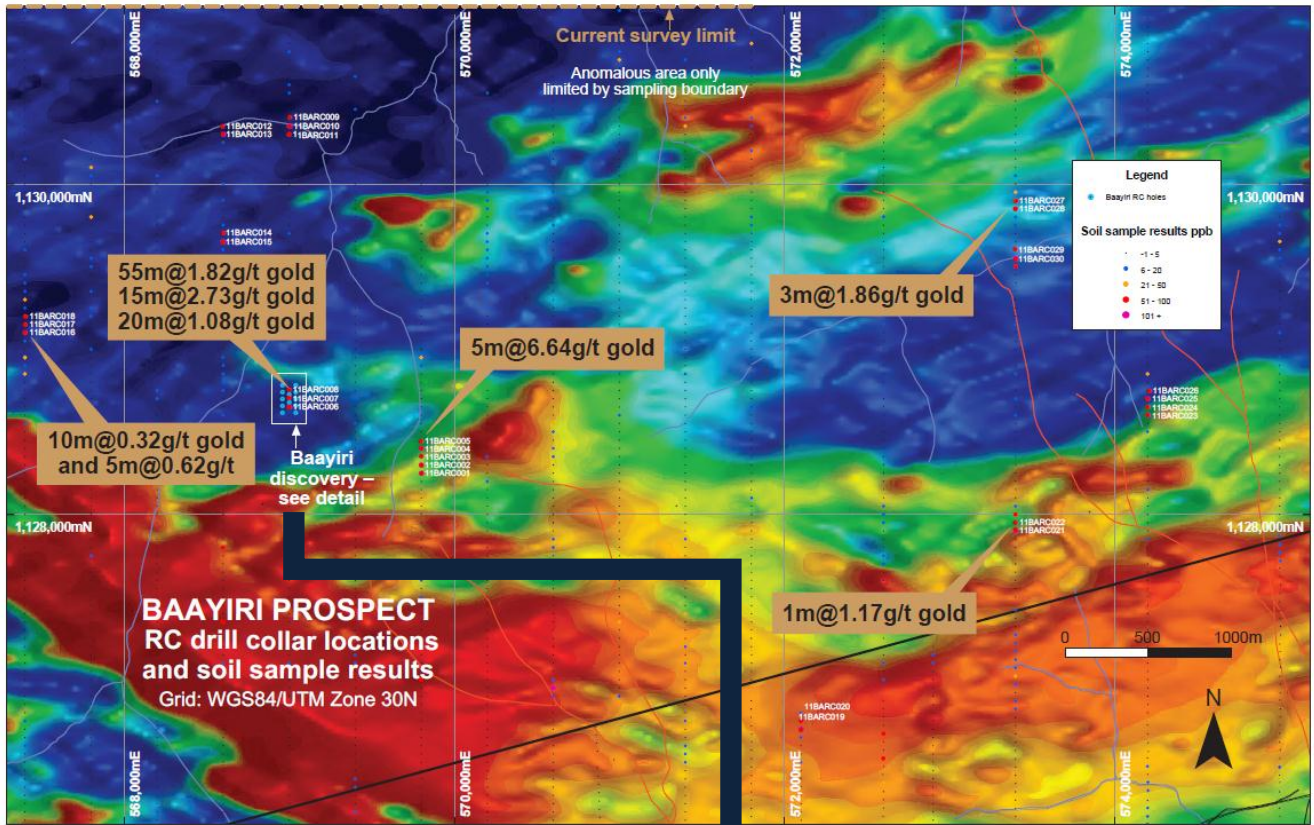 568,000mE
570,000mE
Current survey limit
572,000mE
574,000mE
Anomalous area only
limited by sampling boundary
11BARC009
11BARC012
11BARC010
11BARC013
11BARC011
1,130,000mN
1,130,000mN
Legend
Baayiri RC holes
Soil sample results ppb
-1 - 5
6 - 20
21 - 50
51 - 100
101 +
11BARC027
11BARC028
11BARC014
11BARC015
11BARC029
11BARC030
55m@1.82g/t gold
15m@2.73g/t gold
20m@1.08g/t gold
3m@1.86g/t gold
11BARC018
11BARC017
11BARC016
5m@6.64g/t gold
11BARC008
11BARC007
11BARC006
11BARC026
11BARC025
11BARC024
11BARC023
10m@0.32g/t gold
and 5m@0.62g/t
Baayiri
discovery –
see detail
11BARC005
11BARC004
11BARC003
11BARC002
11BARC001
1,128,000mN
1,128,000mN
11BARC022
11BARC021
1m@1.17g/t gold
BAAYIRI PROSPECT
RC drill collar locations
and soil sample results
Grid: WGS84/UTM Zone 30N
0 500 1000m
N
11BARC020
11BARC019
568,000mE
570,000mE
572,000mE
574,000mE